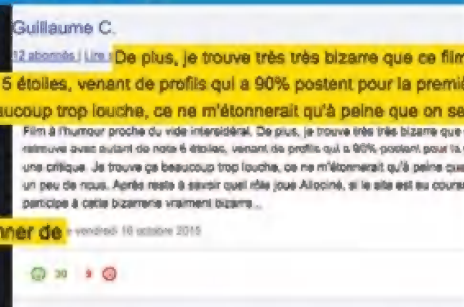 Guillaume C.
12 abonnés | Lire
De plus, je trouve très très bizarre que ce film
5 étoiles, venant de profils qui a 90% postent pour la premiè
aucoup trop louche, ce ne m'étonnerait qu'à peine que on se
Film à l'humour proche du vide intersidéral. De plus, je trouve très très bizarre que
retrouve avec autant de note 5 étoiles, venant de profils qui a 90% postent pour la
une critique. Je trouve ça beaucoup trop louche, ce ne m'étonnerait qu'à peine que
un peu de nous. Après reste à savoir quel rôle joue Allociné, si le site est au courant
participe à cette bizarrerie vraiment bizarre...
nner de - vendredi 16 octobre 2015
30 9